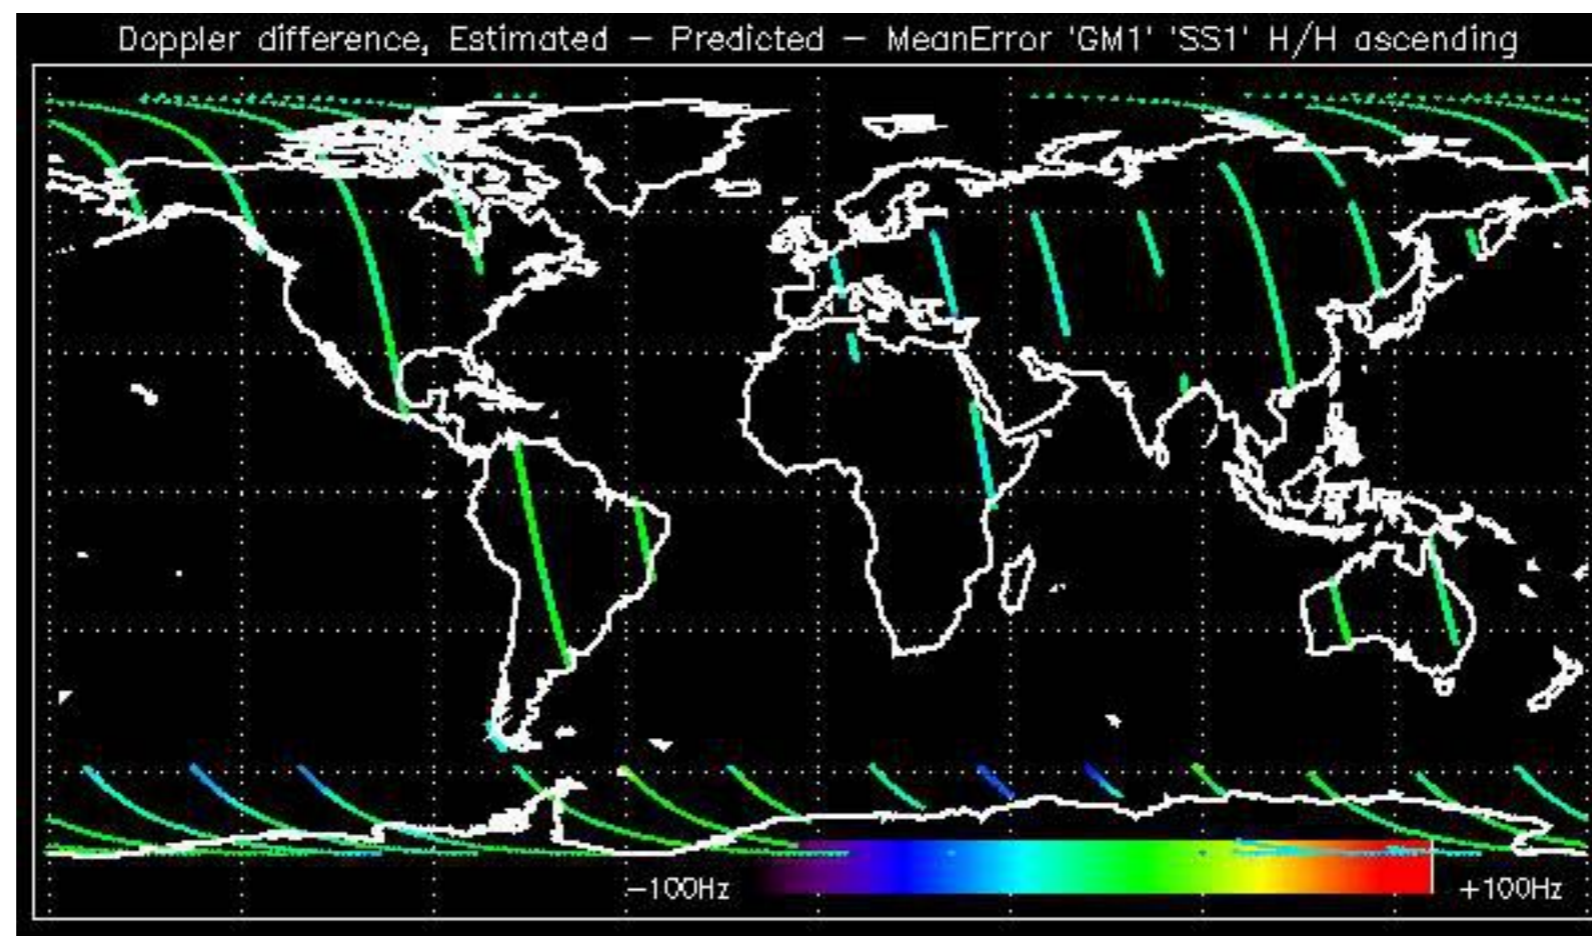 Doppler difference, Estimated – Predicted – MeanError 'GM1' 'SS1' H/H ascending
–100Hz
+100Hz